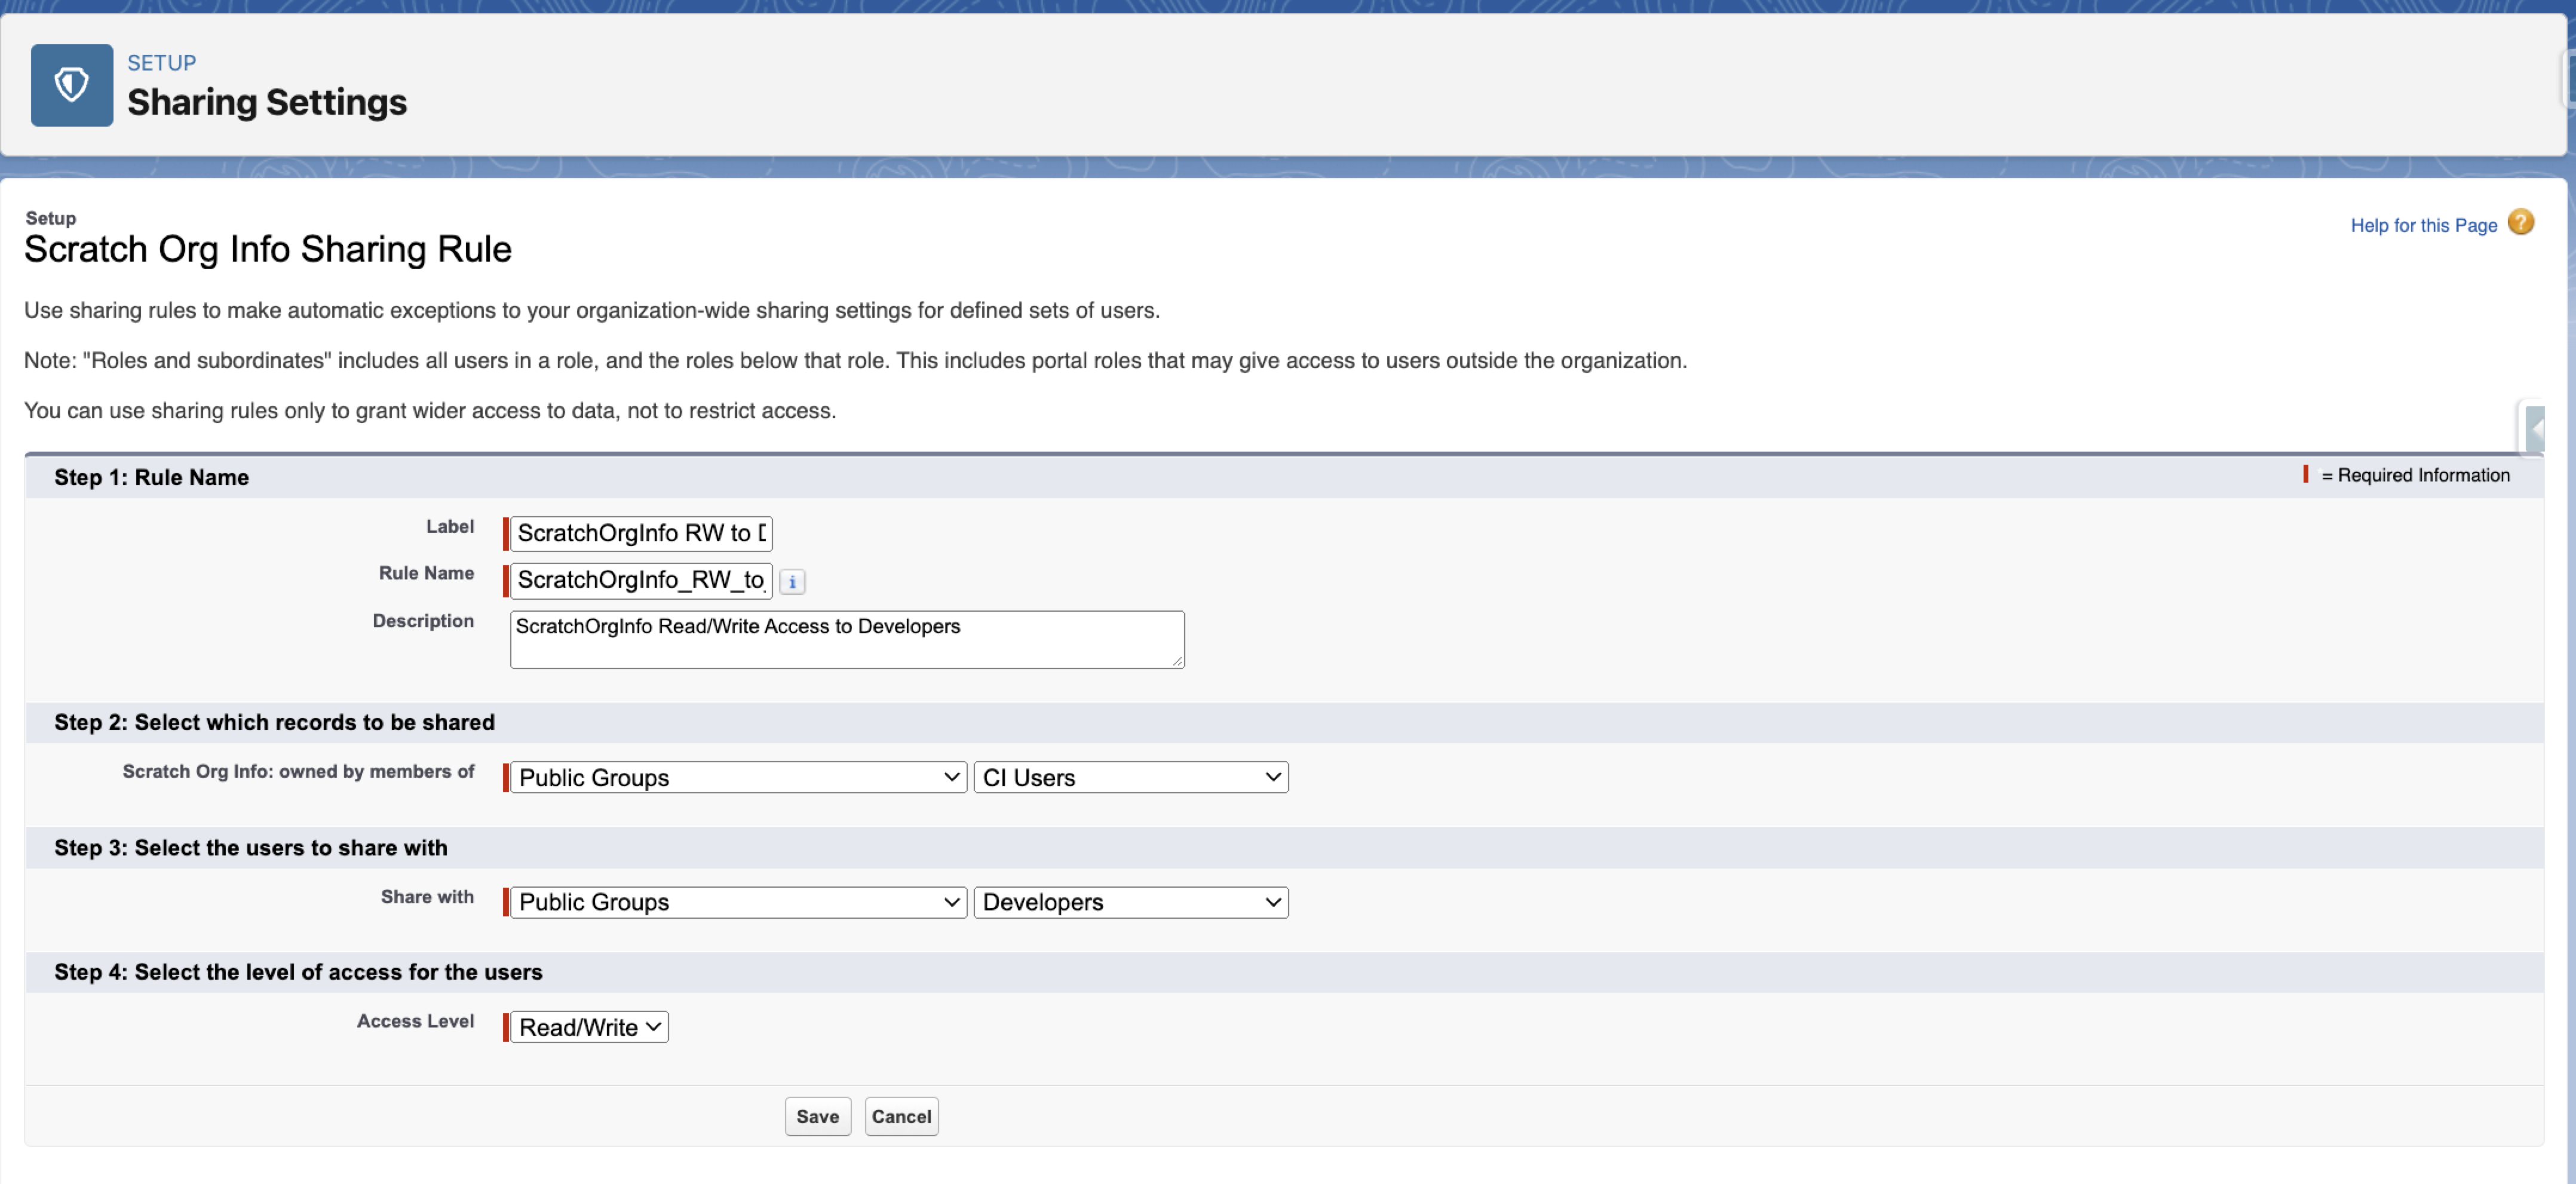 SETUP
Sharing Settings
Setup
Scratch Org Info Sharing Rule
Help for this Page ?
Use sharing rules to make automatic exceptions to your organization-wide sharing settings for defined sets of users.
Note: "Roles and subordinates" includes all users in a role, and the roles below that role. This includes portal roles that may give access to users outside the organization.
You can use sharing rules only to grant wider access to data, not to restrict access.
Step 1: Rule Name
= Required Information
Label ScratchOrgInfo RW to
Rule Name ScratchOrgInfo_RW_to i
Description ScratchOrgInfo Read/Write Access to Developers
Step 2: Select which records to be shared
Scratch Org Info: owned by members of Public Groups CI Users
Step 3: Select the users to share with
Share with Public Groups Developers
Step 4: Select the level of access for the users
Access Level Read/Write
Save Cancel